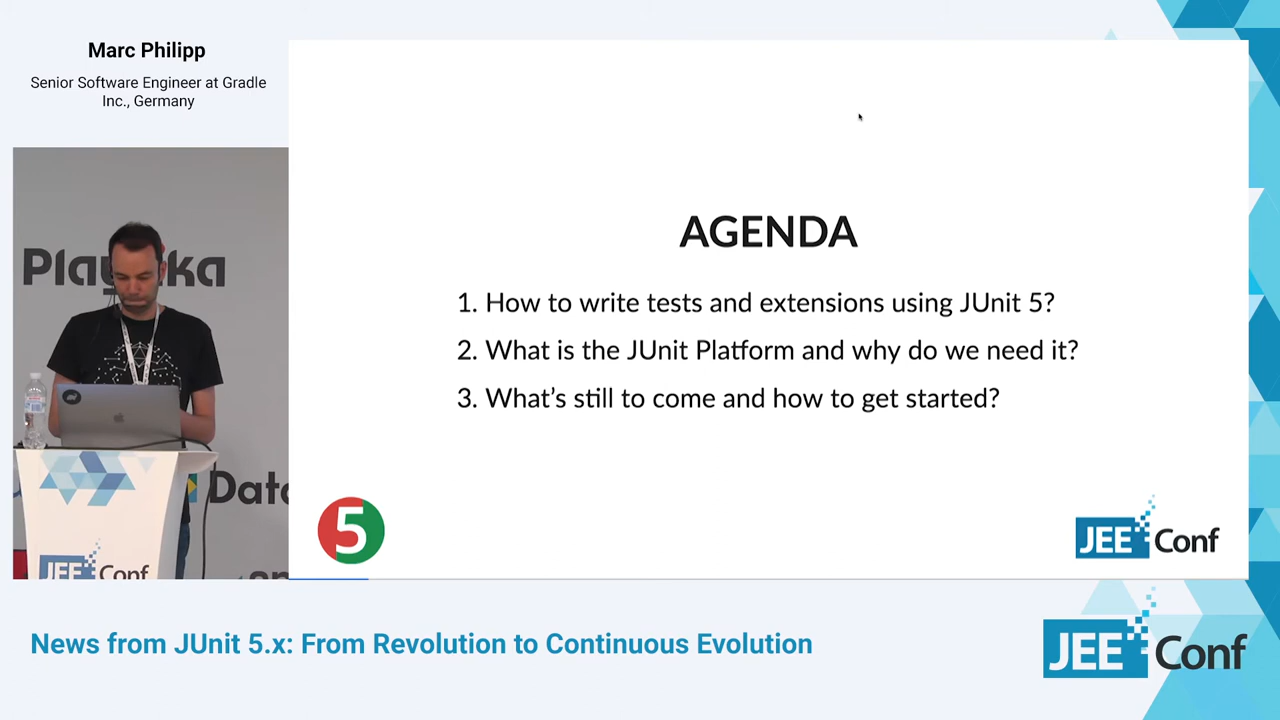 Marc Philipp
Senior Software Engineer at Gradle
Inc., Germany
AGENDA
1. How to write tests and extensions using JUnit 5?
2. What is the JUnit Platform and why do we need it?
3. What's still to come and how to get started?
5
JEE Conf
JEE Conf
News from JUnit 5.x: From Revolution to Continuous Evolution
JEE Conf